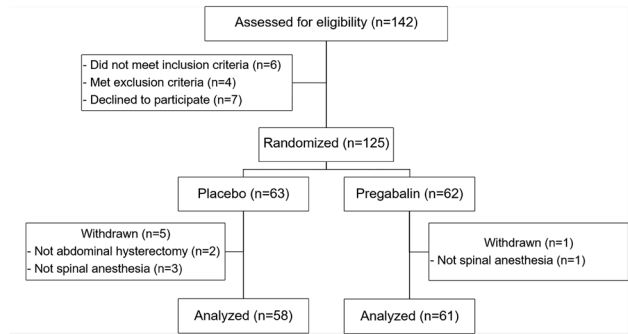 Assessed for eligibility (n=142)
- Did not meet inclusion criteria (n=6)
- Met exclusion criteria (n=4)
- Declined to participate (n=7)
Randomized (n=125)
Placebo (n=63)
Pregabalin (n=62)
Withdrawn (n=5)
- Not abdominal hysterectomy (n=2)
- Not spinal anesthesia (n=3)
Withdrawn (n=1)
- Not spinal anesthesia (n=1)
Analyzed (n=58)
Analyzed (n=61)